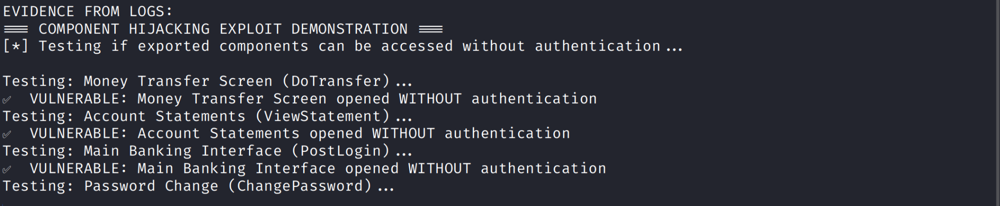 EVIDENCE FROM LOGS:
=== COMPONENT HIJACKING EXPLOIT DEMONSTRATION ===
[*] Testing if exported components can be accessed without authentication...
Testing: Money Transfer Screen (DoTransfer)...
✅ VULNERABLE: Money Transfer Screen opened WITHOUT authentication
Testing: Account Statements (ViewStatement)...
✅ VULNERABLE: Account Statements opened WITHOUT authentication
Testing: Main Banking Interface (PostLogin)...
✅ VULNERABLE: Main Banking Interface opened WITHOUT authentication
Testing: Password Change (ChangePassword)...